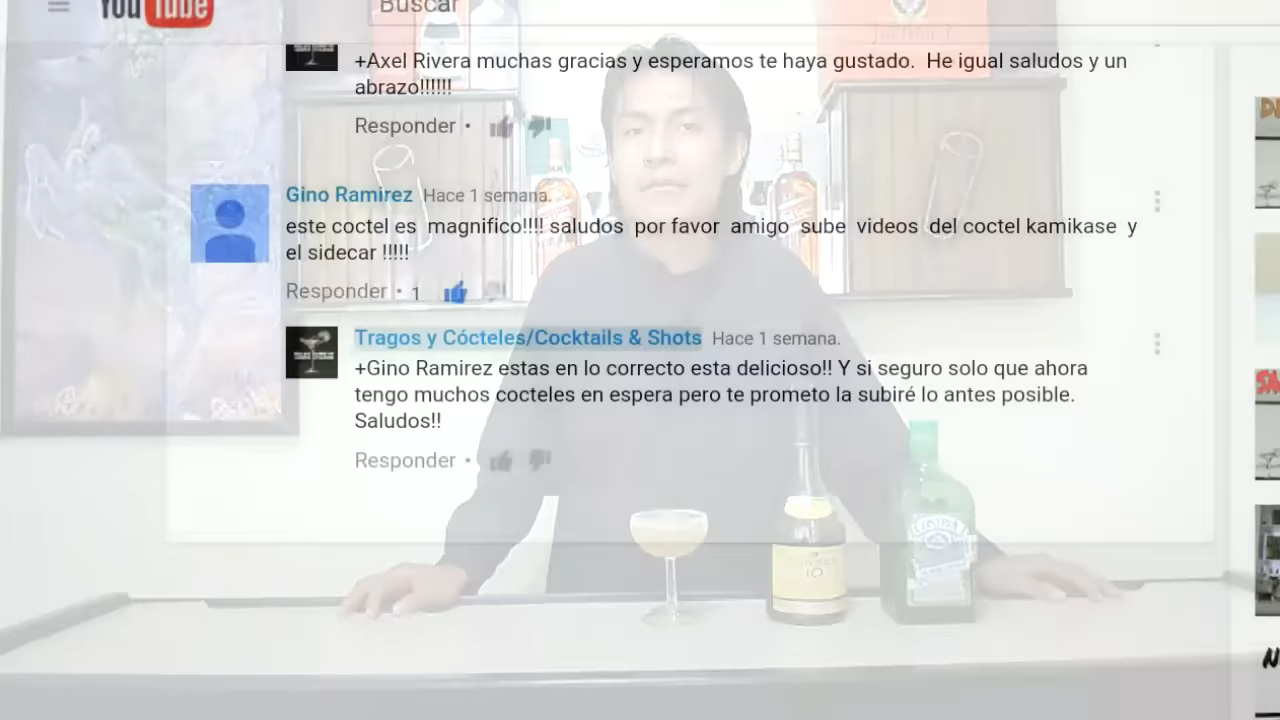 YouTube
Buscar
+Axel Rivera muchas gracias y esperamos te haya gustado. He igual saludos y un
abrazo!!!!!!
Responder •
Gino Ramirez Hace 1 semana.
este coctel es magnifico!!!! saludos por favor amigo sube videos del coctel kamikase y
el sidecar !!!!!
Responder • 1
Tragos y Cócteles/Cocktails & Shots Hace 1 semana.
+Gino Ramirez estas en lo correcto esta delicioso!! Y si seguro solo que ahora
tengo muchos cocteles en espera pero te prometo la subiré lo antes posible.
Saludos!!
Responder •
10